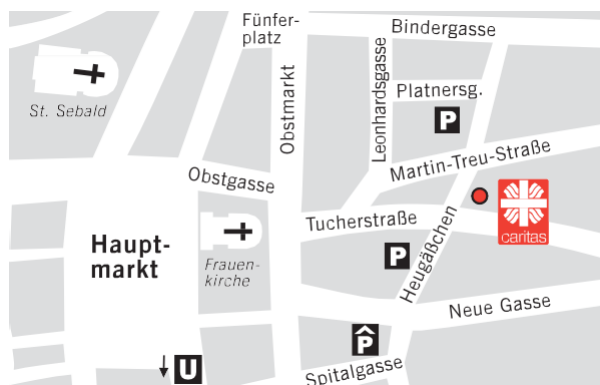 Fünfer-
platz
Bindergasse
St. Sebald
Obstmarkt
Leonhardsgasse
Platnersg.
P
Martin-Treu-Straße
Obstgasse
Tucherstraße
caritas
Haupt-
markt
Frauen-
kirche
P
Heugäßchen
Neue Gasse
P
U
Spitalgasse